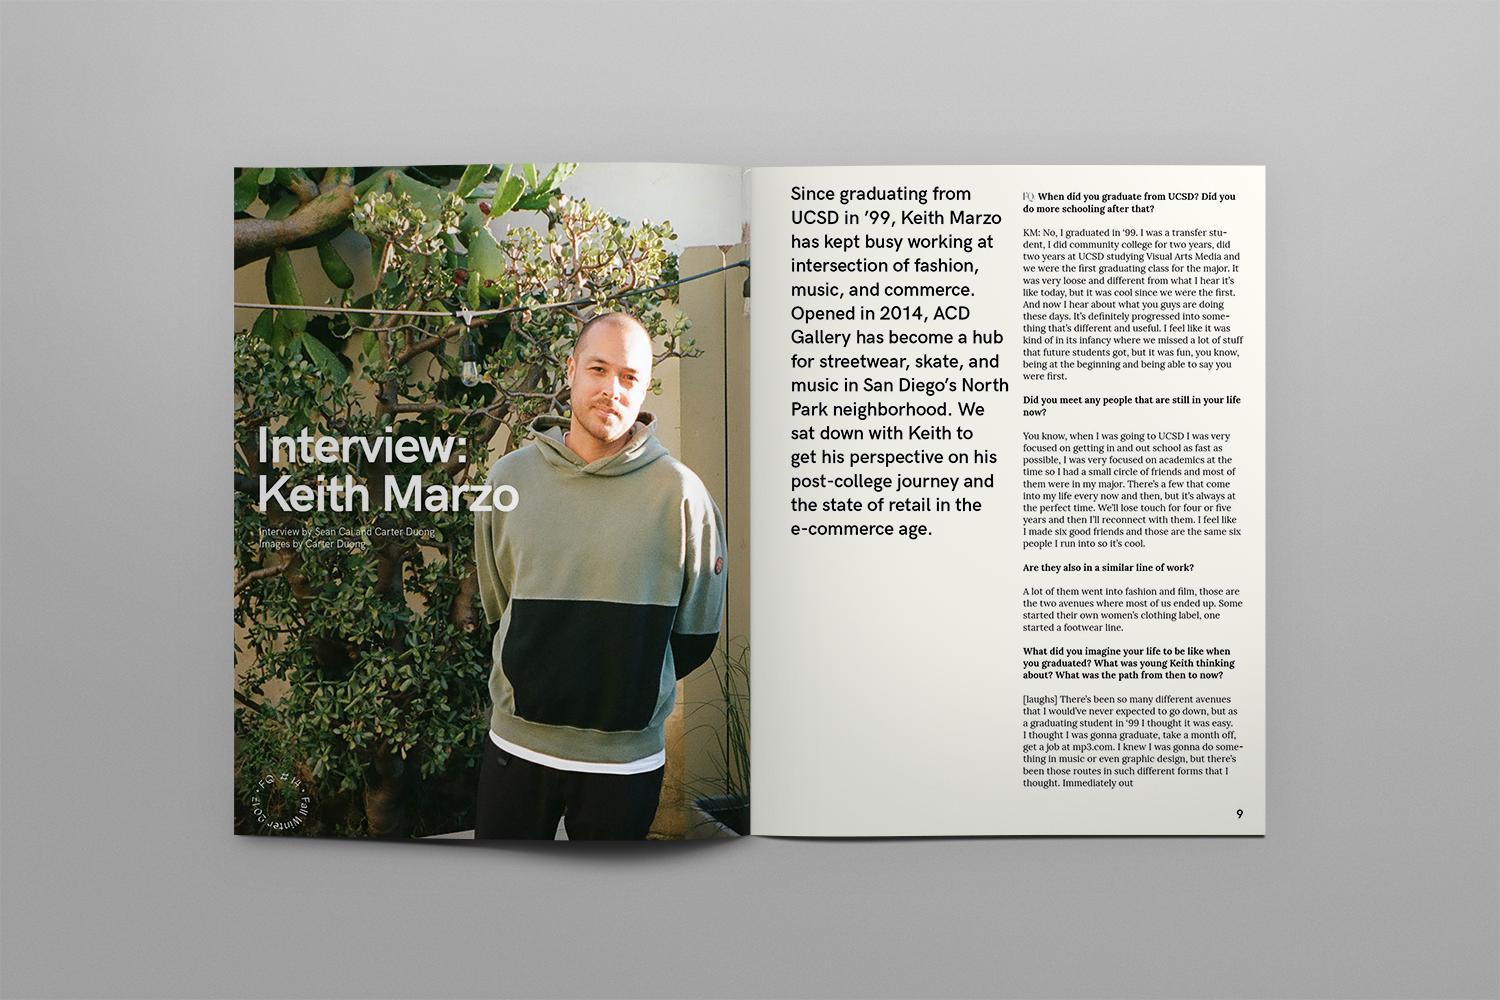 Interview:
Keith Marzo
Interview by Sean Cai and Carter Duong
Images by Carter Duong
FQ #14 • Fall Winter 2017 •
Since graduating from
UCSD in ’99, Keith Marzo
has kept busy working at
intersection of fashion,
music, and commerce.
Opened in 2014, ACD
Gallery has become a hub
for streetwear, skate, and
music in San Diego’s North
Park neighborhood. We
sat down with Keith to
get his perspective on his
post-college journey and
the state of retail in the
e-commerce age.
FQ When did you graduate from UCSD? Did you
do more schooling after that?
KM: No, I graduated in ‘99. I was a transfer stu-
dent, I did community college for two years, did
two years at UCSD studying Visual Arts Media and
we were the first graduating class for the major. It
was very loose and different from what I hear it’s
like today, but it was cool since we were the first.
And now I hear about what you guys are doing
these days. It’s definitely progressed into some-
thing that’s different and useful. I feel like it was
kind of in its infancy where we missed a lot of stuff
that future students got, but it was fun, you know,
being at the beginning and being able to say you
were first.
Did you meet any people that are still in your life
now?
You know, when I was going to UCSD I was very
focused on getting in and out school as fast as
possible, I was very focused on academics at the
time so I had a small circle of friends and most of
them were in my major. There’s a few that come
into my life every now and then, but it’s always at
the perfect time. We’ll lose touch for four or five
years and then I’ll reconnect with them. I feel like
I made six good friends and those are the same six
people I run into so it’s cool.
Are they also in a similar line of work?
A lot of them went into fashion and film, those are
the two avenues where most of us ended up. Some
started their own women’s clothing label, one
started a footwear line.
What did you imagine your life to be like when
you graduated? What was young Keith thinking
about? What was the path from then to now?
[laughs] There’s been so many different avenues
that I would’ve never expected to go down, but as
a graduating student in ‘99 I thought it was easy.
I thought I was gonna graduate, take a month off,
get a job at mp3.com. I knew I was gonna do some-
thing in music or even graphic design, but there’s
been those routes in such different forms that I
thought. Immediately out
9